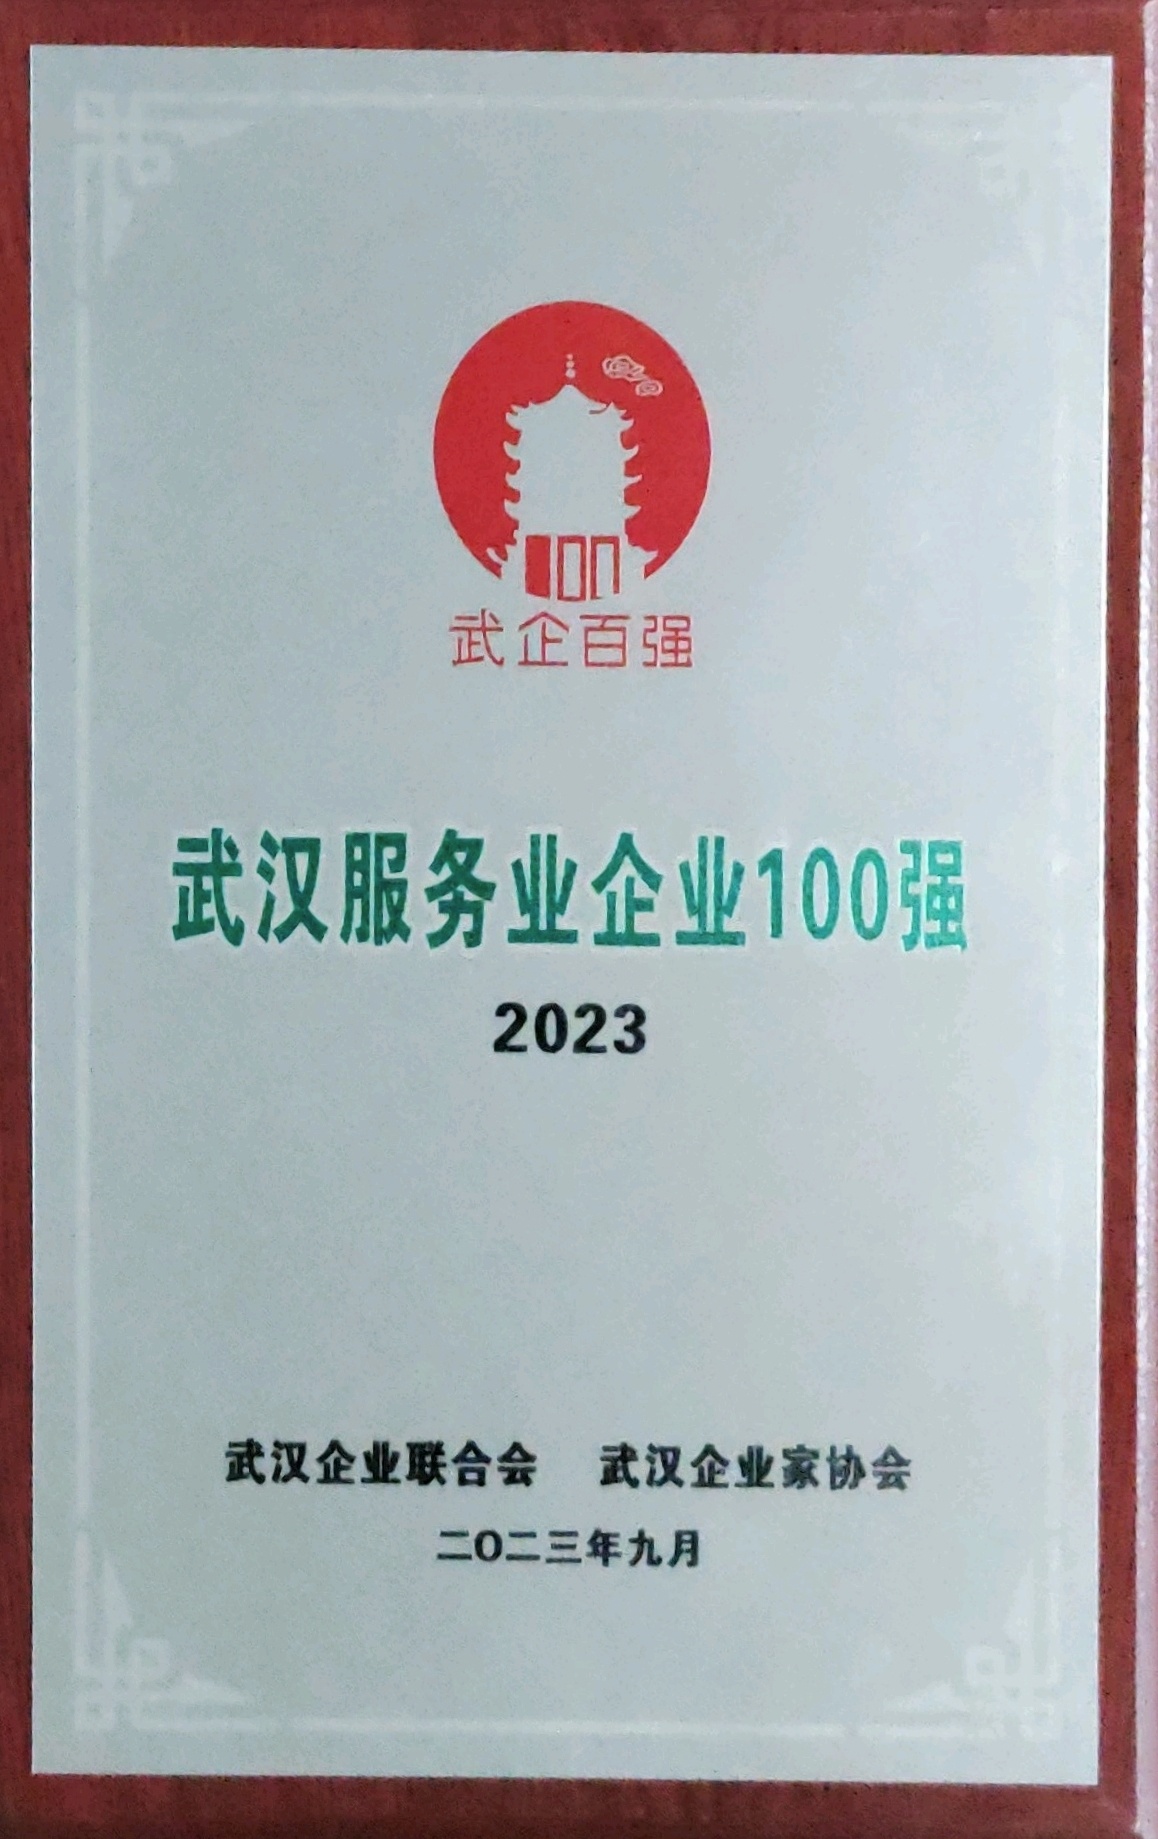 100
武企百强
武汉服务业企业100强
2023
武汉企业联合会 武汉企业家协会
二〇二三年九月